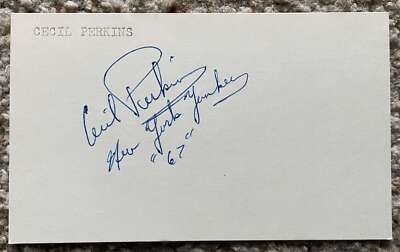 CECIL PERKINS
Cecil Perkins
New York Yankees
"67"